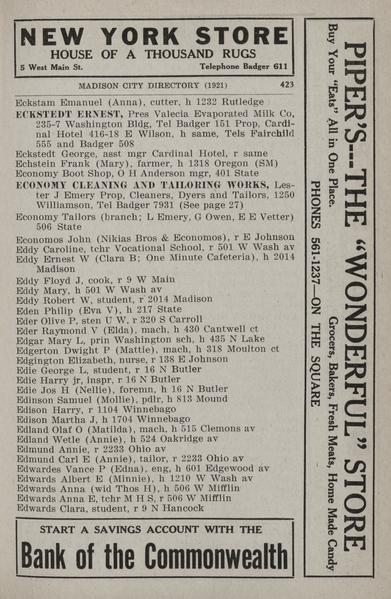 NEW YORK STORE
HOUSE OF A THOUSAND RUGS
5 West Main St. Telephone Badger 611
MADISON CITY DIRECTORY (1921) 423
Eckstam Emanuel (Anna), cutter, h 1232 Rutledge
ECKSTEDT ERNEST, Pres Valecia Evaporated Milk Co,
235-7 Washington Bldg, Tel Badger 151 Prop, Cardi-
nal Hotel 416-18 E Wilson, h same, Tels Fairchild
555 and Badger 508
Eckstedt George, asst mgr Cardinal Hotel, r same
Echstein Frank (Mary), farmer, h 1318 Oregon (SM)
Economy Boot Shop, O H Anderson mgr, 401 State
ECONOMY CLEANING AND TAILORING WORKS, Les-
ter J Emery Prop, Cleaners, Dyers and Tailors, 1250
Williamson, Tel Badger 7931 (See page 27)
Economy Tailors (branch; L Emery, G Owen, E E Vetter)
506 State
Economos John (Nikias Bros & Economos), r E Johnson
Eddy Caroline, tchr Vocational School, r 501 W Wash av
Eddy Ernest W (Clara B; One Minute Cafeteria), h 2014
Madison
Eddy Floyd J, cook, r 9 W Main
Eddy Mary, h 501 W Wash av
Eddy Robert W, student, r 2014 Madison
Eden Philip (Eva V), h 217 State
Eder Olive P, sten U W, r 320 S Carroll
Eder Raymond V (Elda), mach, h 430 Cantwell ct
Edgar Mary L, prin Washington sch, h 435 N Lake
Edgerton Dwight P (Mattie), mach, h 318 Moulton ct
Edgington Elizabeth, nurse, r 138 E Johnson
Edie George L, student, r 16 N Butler
Edie Harry jr, inspr, r 16 N Butler
Edie Jos H (Nellie), foremn, h 16 N Butler
Edinson Samuel (Mollie), pdlr, h 813 Mound
Edison Harry, r 1104 Winnebago
Edison Martha J, h 1704 Winnebago
Edland Olaf O (Matilda), mach, h 515 Clemons av
Edland Wetle (Annie), h 524 Oakridge av
Edmund Annie, r 2233 Ohio av
Edmund Carl E (Annie), tailor, r 2233 Ohio av
Edwardes Vance P (Edna), eng, h 601 Edgewood av
Edwards Albert E (Minnie), h 1210 W Wash av
Edwards Anna (wid Thos H), h 506 W Mifflin
Edwards Anna E, tchr M H S, r 506 W Mifflin
Edwards Clara, student, r 9 N Hancock
START A SAVINGS ACCOUNT WITH THE
Bank of the Commonwealth
PIPER'S---THE "WONDERFUL" STORE
Buy Your "Eats" All in One Place. Grocers, Bakers, Fresh Meats, Home Made Candy
PHONES 561-1237—ON THE SQUARE